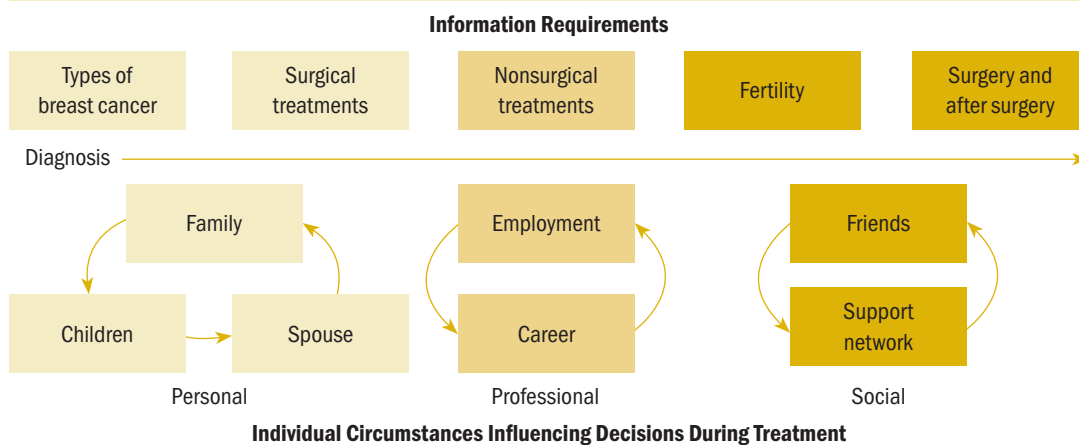 Information Requirements
Types of
breast cancer
Surgical
treatments
Nonsurgical
treatments
Fertility
Surgery and
after surgery
Diagnosis
Family
Children
Spouse
Employment
Career
Friends
Support
network
Personal
Professional
Social
Individual Circumstances Influencing Decisions During Treatment